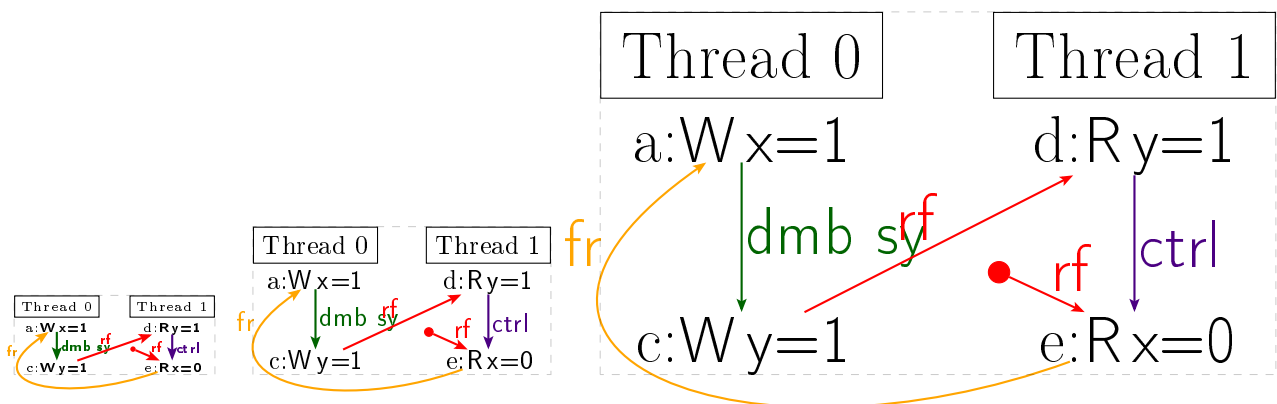 Thread 0 Thread 1
a:W x=1 d:R y=1
fr dmb sy rf rf ctrl
c:W y=1 e:R x=0
Thread 0 Thread 1
a:W x=1 d:R y=1
fr dmb sy rf rf ctrl
c:W y=1 e:R x=0
Thread 0 Thread 1
a:W x=1 d:R y=1
fr dmb sy rf rf ctrl
c:W y=1 e:R x=0